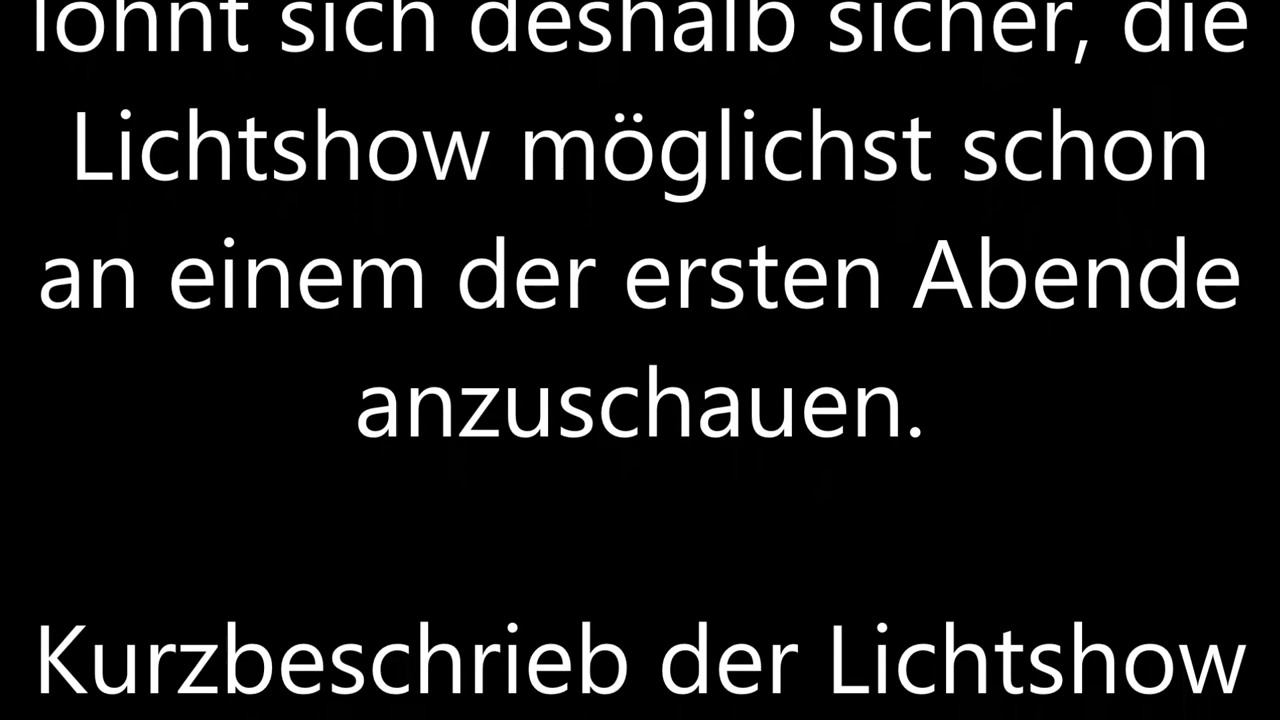 lohnt sich deshalb sicher, die
Lichtshow möglichst schon
an einem der ersten Abende
anzuschauen.
Kurzbeschrieb der Lichtshow